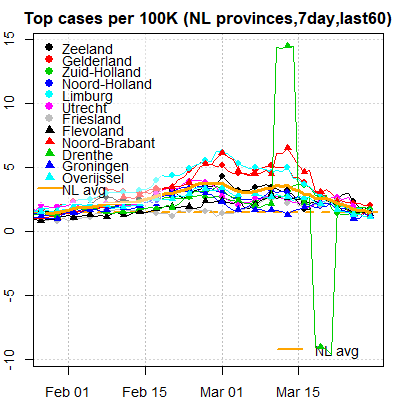 Top cases per 100K (NL provinces,7day,last60)
15
10
5
0
-5
-10
Zeeland
Gelderland
Zuid-Holland
Noord-Holland
Limburg
Utrecht
Friesland
Flevoland
Noord-Brabant
Drenthe
Groningen
Overijssel
NL avg
NL avg
Feb 01 Feb 15 Mar 01 Mar 15